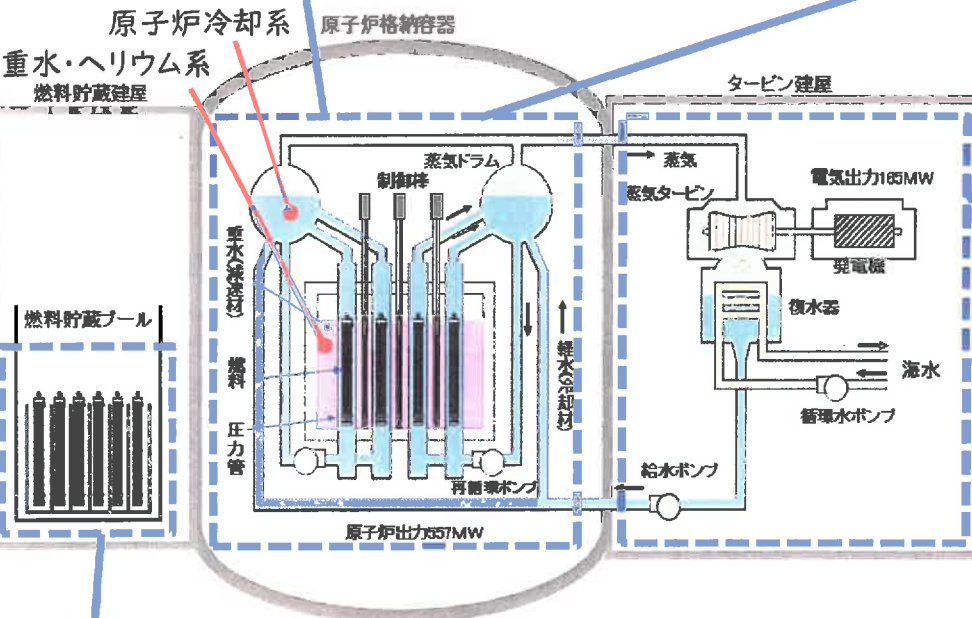 原子炉冷却系
原子炉格納容器
重水・ヘリウム系
燃料貯蔵建屋
タービン建屋
蒸気
蒸気ドラム
制御棒
蒸気タービン
電気出力165MW
発電機
重水(減速材)
復水器
燃料貯蔵プール
軽水(冷却材)
海水
燃料
循環水ポンプ
圧力管
給水ポンプ
再循環ポンプ
原子炉出力557MW